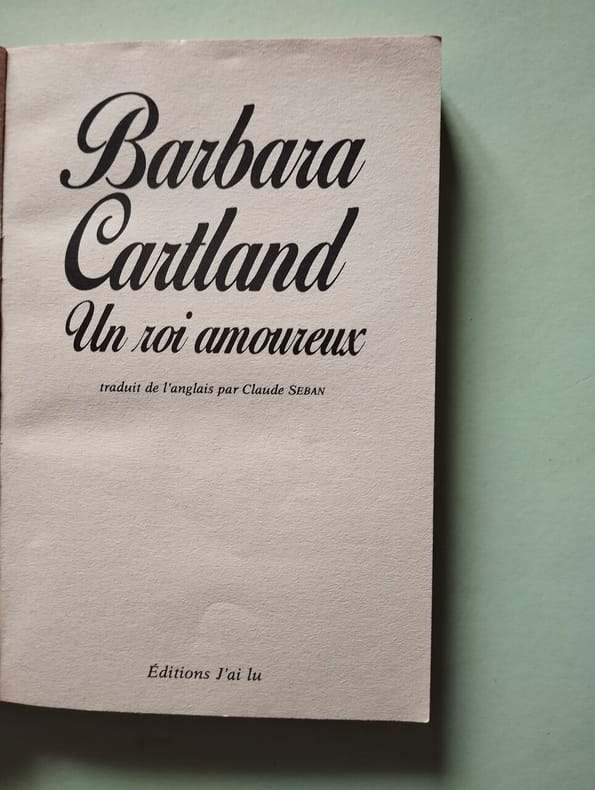 Barbara
Cartland
Un roi amoureux
traduit de l'anglais par Claude SEBAN
Éditions J'ai lu